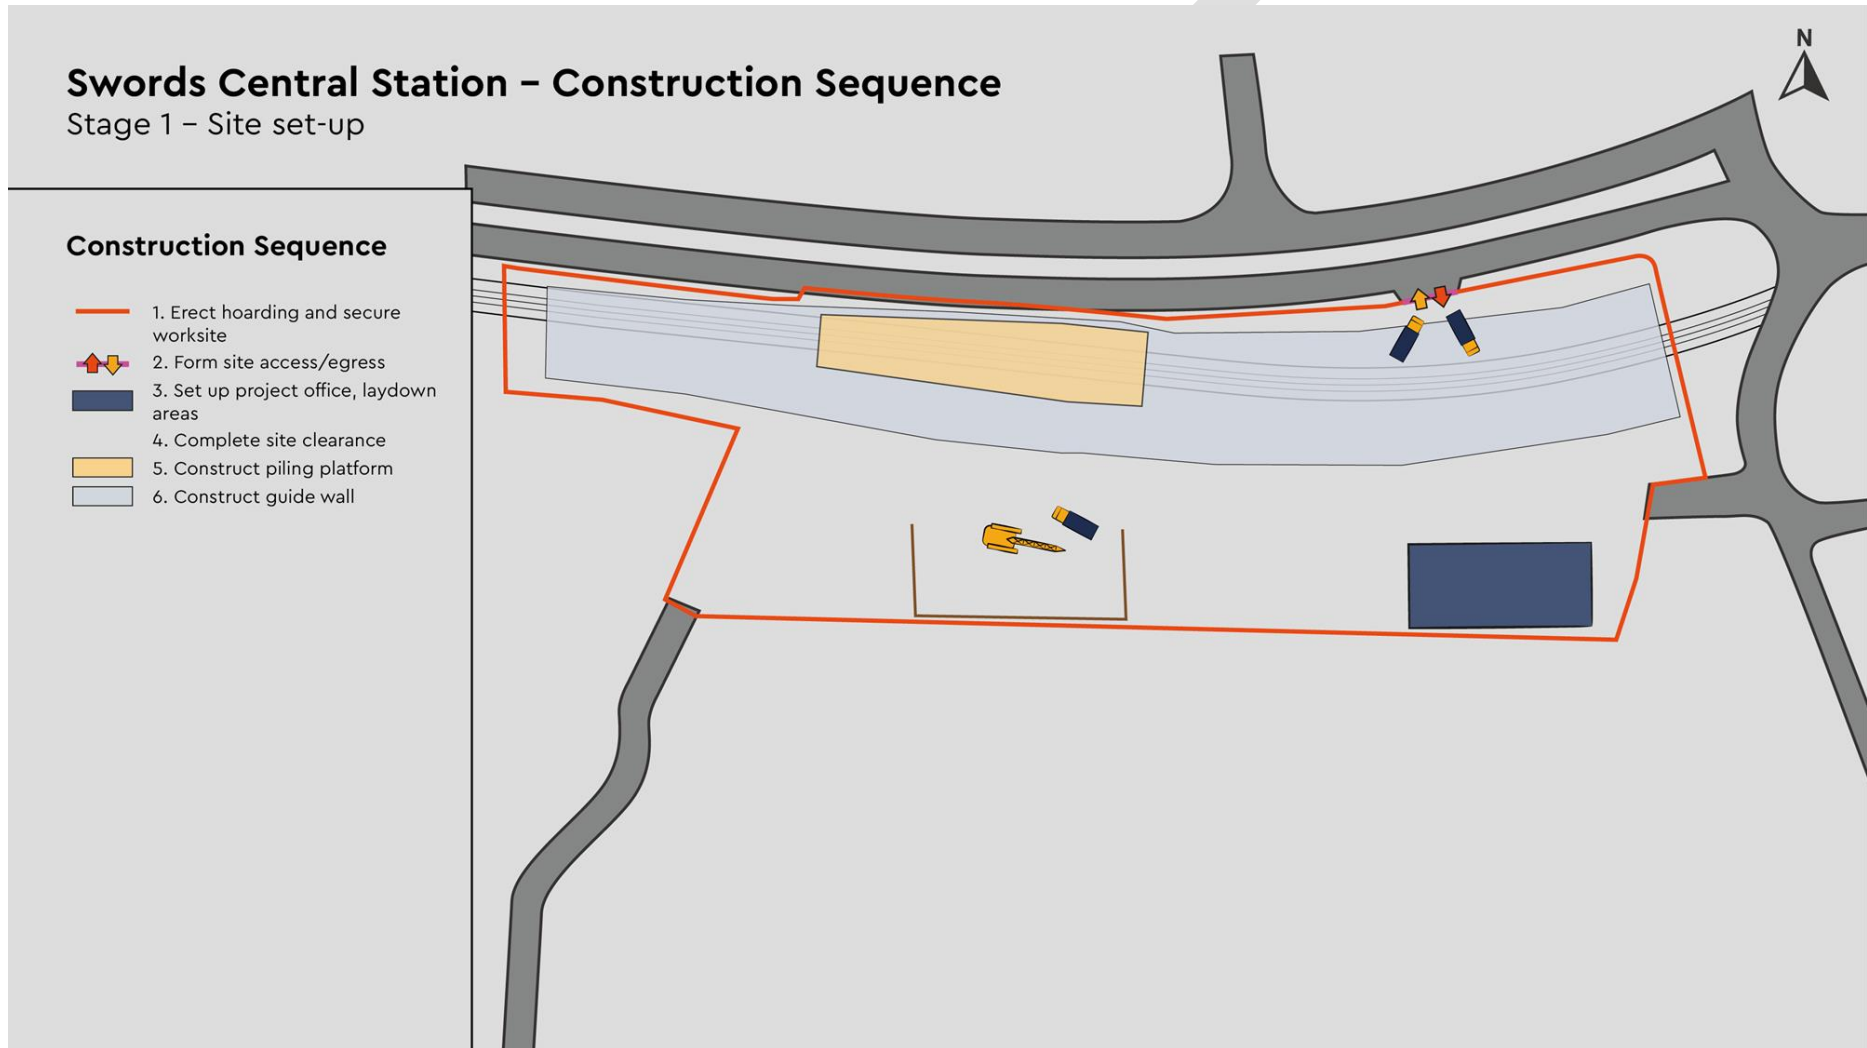 Swords Central Station – Construction Sequence
Stage 1 – Site set-up
N
Construction Sequence
1. Erect hoarding and secure
worksite
2. Form site access/egress
3. Set up project office, laydown
areas
4. Complete site clearance
5. Construct piling platform
6. Construct guide wall